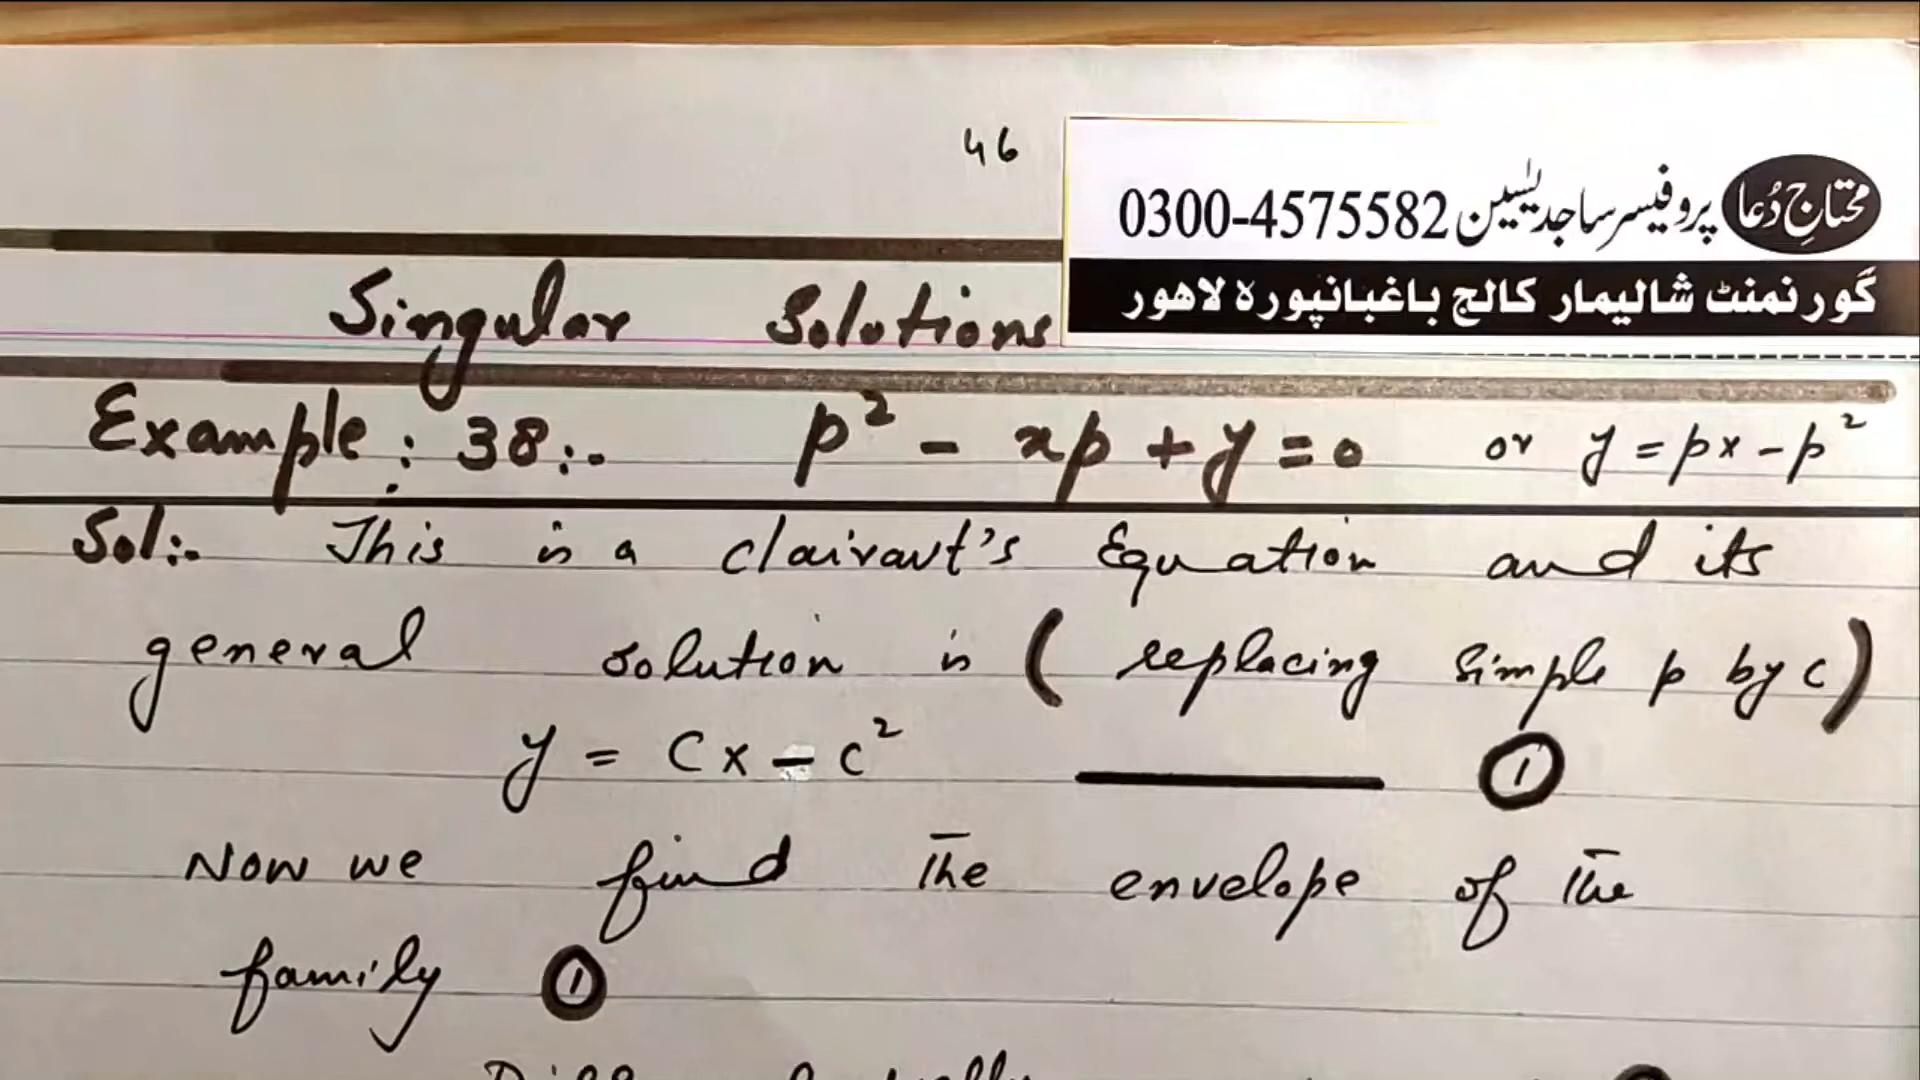 46
محتاجِ دُعا پروفیسر ساجد یٰسین 0300-4575582
گورنمنٹ شالیمار کالج باغبانپورہ لاہور
Singular Solutions
Example: 38:- p² - xp + y = 0 or y = px - p²
Sol:- This is a clairaut's Equation and its
general solution is (replacing simple p by c)
y = Cx - c² ——— ①
Now we find the envelope of the
family ①